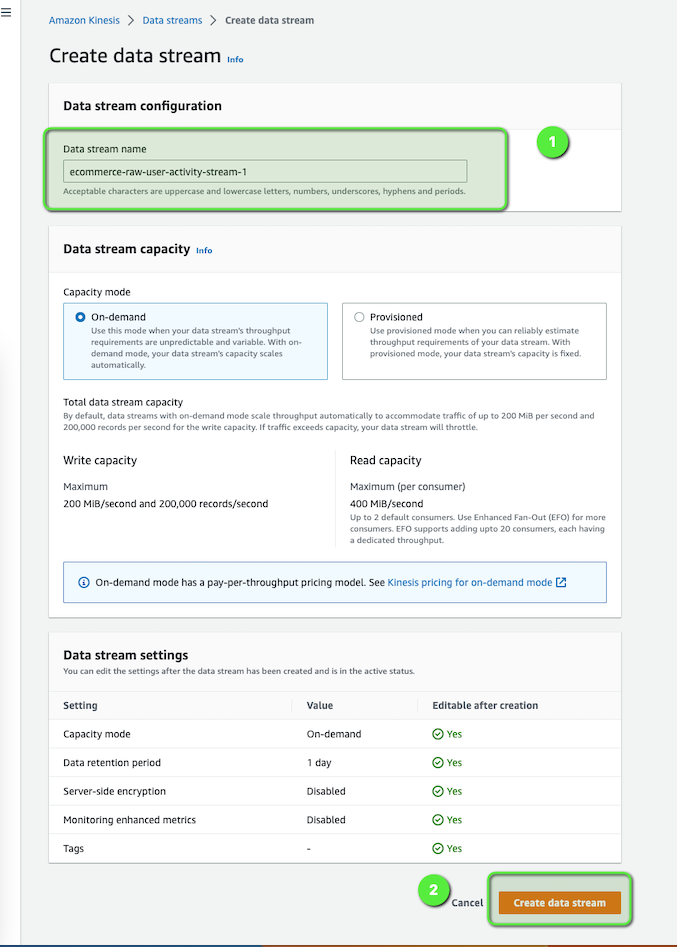 Amazon Kinesis > Data streams > Create data stream
Create data stream Info
Data stream configuration
1
Data stream name
ecommerce-raw-user-activity-stream-1
Acceptable characters are uppercase and lowercase letters, numbers, underscores, hyphens and periods.
Data stream capacity Info
Capacity mode
On-demand
Use this mode when your data stream's throughput
requirements are unpredictable and variable. With on-
demand mode, your data stream's capacity scales
automatically.
Provisioned
Use provisioned mode when you can reliably estimate
throughput requirements of your data stream. With
provisioned mode, your data stream's capacity is fixed.
Total data stream capacity
By default, data streams with on-demand mode scale throughput automatically to accommodate traffic of up to 200 MiB per second and
200,000 records per second for the write capacity. If traffic exceeds capacity, your data stream will throttle.
Write capacity
Maximum
200 MiB/second and 200,000 records/second
Read capacity
Maximum (per consumer)
400 MiB/second
Up to 2 default consumers. Use Enhanced Fan-Out (EFO) for more
consumers. EFO supports adding upto 20 consumers, each having
a dedicated throughput.
On-demand mode has a pay-per-throughput pricing model. See Kinesis pricing for on-demand mode
Data stream settings
You can edit the settings after the data stream has been created and is in the active status.
Setting Value Editable after creation
Capacity mode On-demand Yes
Data retention period 1 day Yes
Server-side encryption Disabled Yes
Monitoring enhanced metrics Disabled Yes
Tags - Yes
2
Cancel Create data stream